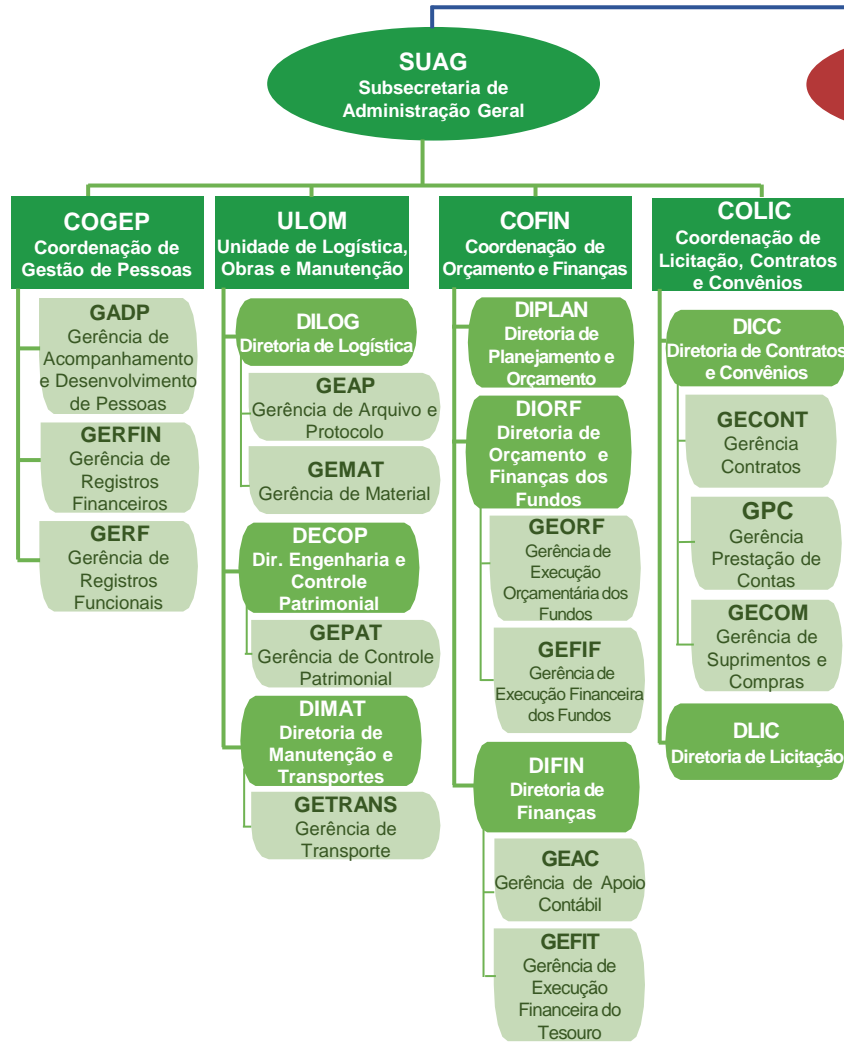 SUAG
Subsecretaria de
Administração Geral
COGEP
Coordenação de
Gestão de Pessoas
GADP
Gerência de
Acompanhamento
e Desenvolvimento
de Pessoas
GERFIN
Gerência de
Registros
Financeiros
GERF
Gerência de
Registros
Funcionais
ULOM
Unidade de Logística,
Obras e Manutenção
DILOG
Diretoria de Logística
GEAP
Gerência de Arquivo e
Protocolo
GEMAT
Gerência de Material
DECOP
Dir. Engenharia e
Controle
Patrimonial
GEPAT
Gerência de Controle
Patrimonial
DIMAT
Diretoria de
Manutenção e
Transportes
GETRANS
Gerência de
Transporte
COFIN
Coordenação de
Orçamento e Finanças
DIPLAN
Diretoria de
Planejamento e
Orçamento
DIORF
Diretoria de
Orçamento e
Finanças dos
Fundos
GEORF
Gerência de
Execução
Orçamentária dos
Fundos
GEFIF
Gerência de
Execução Financeira
dos Fundos
DIFIN
Diretoria de
Finanças
GEAC
Gerência de Apoio
Contábil
GEFIT
Gerência de
Execução
Financeira do
Tesouro
COLIC
Coordenação de
Licitação, Contratos
e Convênios
DICC
Diretoria de Contratos
e Convênios
GECONT
Gerência
Contratos
GPC
Gerência
Prestação de
Contas
GECOM
Gerência de
Suprimentos e
Compras
DLIC
Diretoria de Licitação